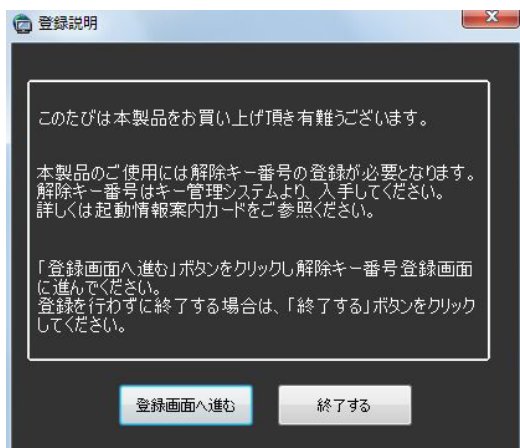 登録説明
このたびは本製品をお買い上げ頂き有難うございます。
本製品のご使用には解除キー番号の登録が必要となります。
解除キー番号はキー管理システムより、入手してください。
詳しくは起動情報案内カードをご参照ください。
「登録画面へ進む」ボタンをクリックし解除キー番号登録画面
に進んでください。
登録を行わずに終了する場合は、「終了する」ボタンをクリック
してください。
登録画面へ進む
終了する